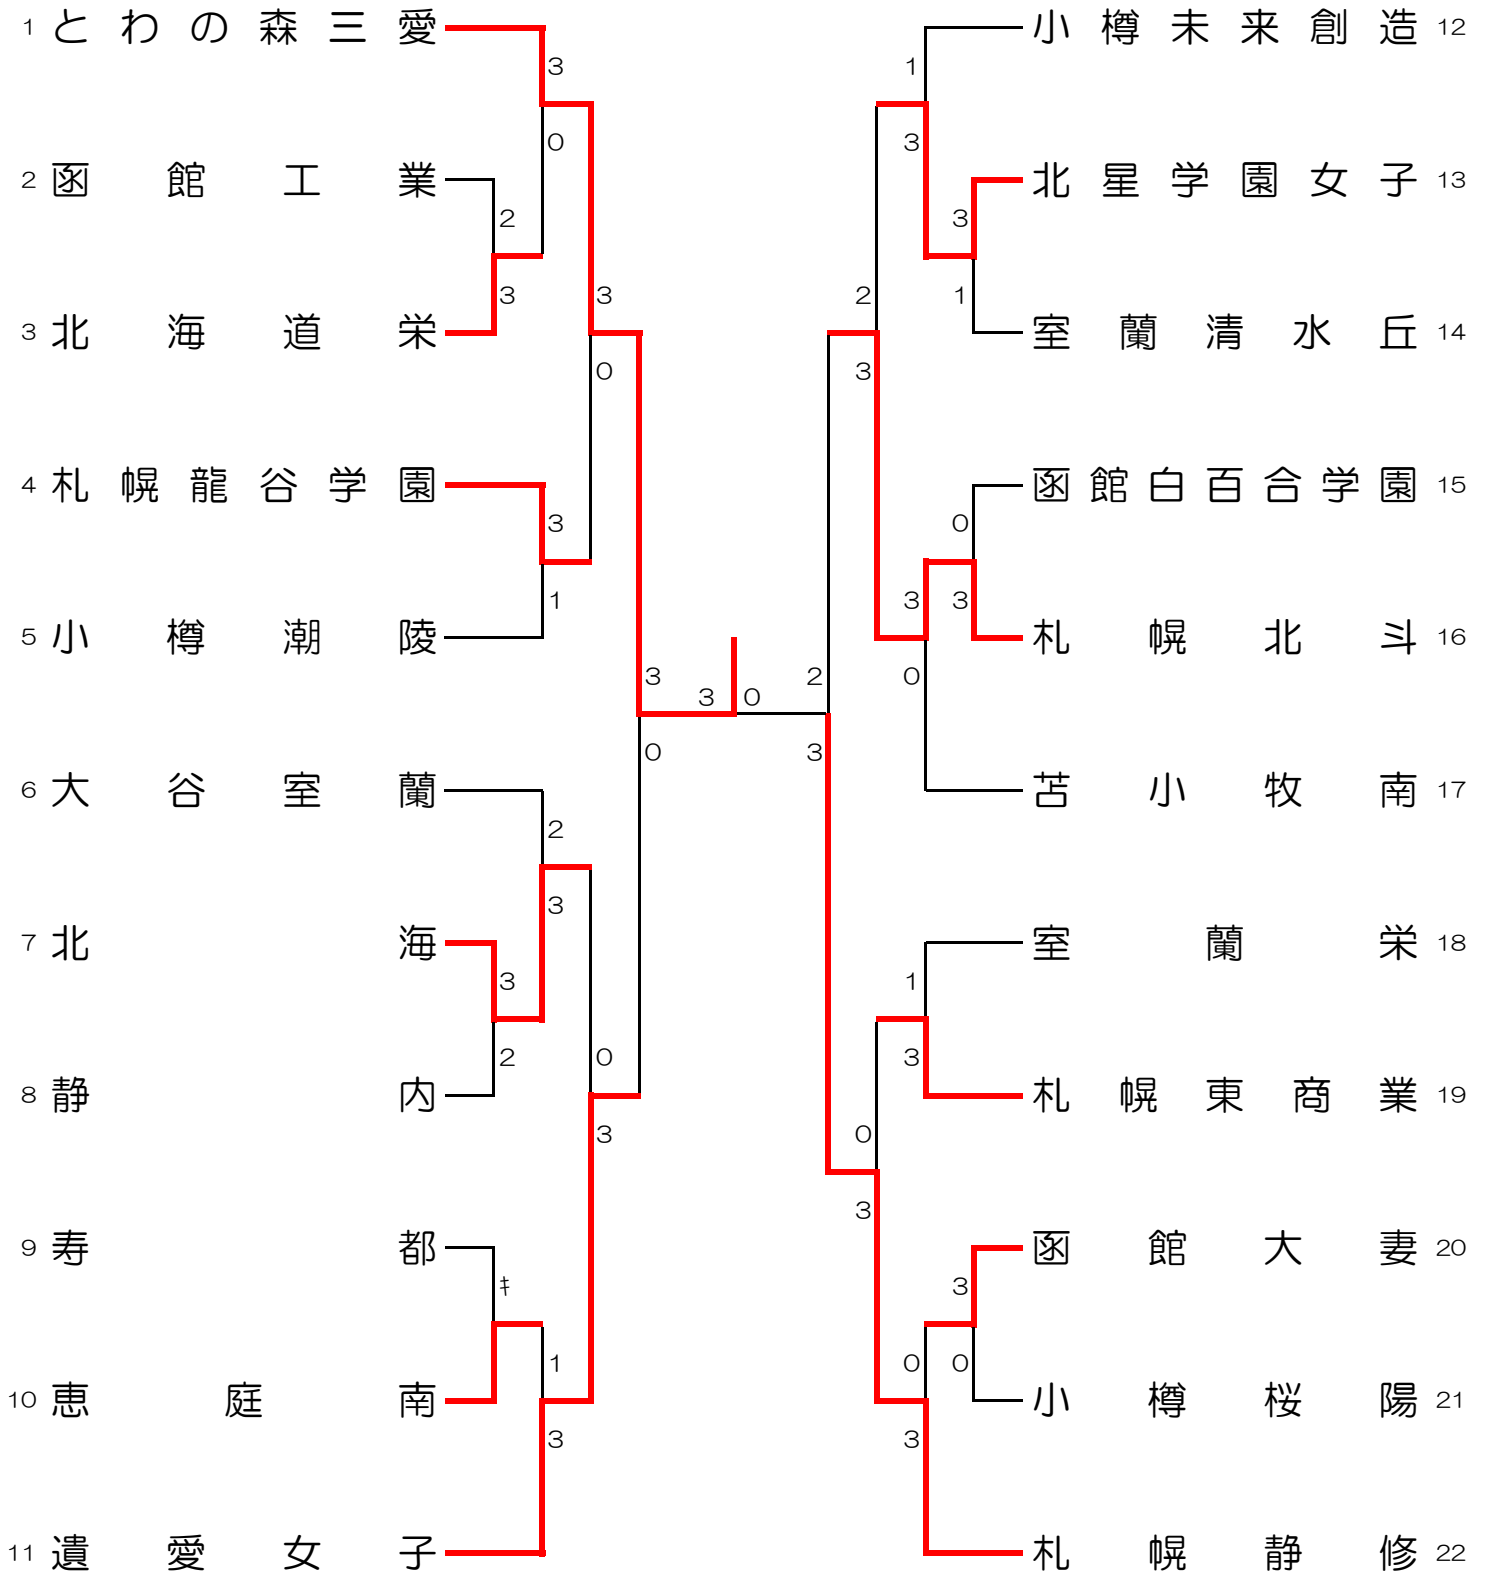 1 とわの森三愛
3
0
2 函館工業
2
3
3 北海道栄
3
0
4 札幌龍谷学園
3
1
5 小樽潮陵
3
0
6 大谷室蘭
2
3
7 北海
3
2
8 静内
0
3
9 寿都
ｷ
1
10 恵庭南
3
11 遺愛女子
3 0
小樽未来創造 12
1
3
北星学園女子 13
3
1
室蘭清水丘 14
2
3
函館白百合学園 15
0
3 3
札幌北斗 16
0
苫小牧南 17
2
3
室蘭栄 18
1
3
札幌東商業 19
0
3
函館大妻 20
3
0 0
小樽桜陽 21
3
札幌静修 22